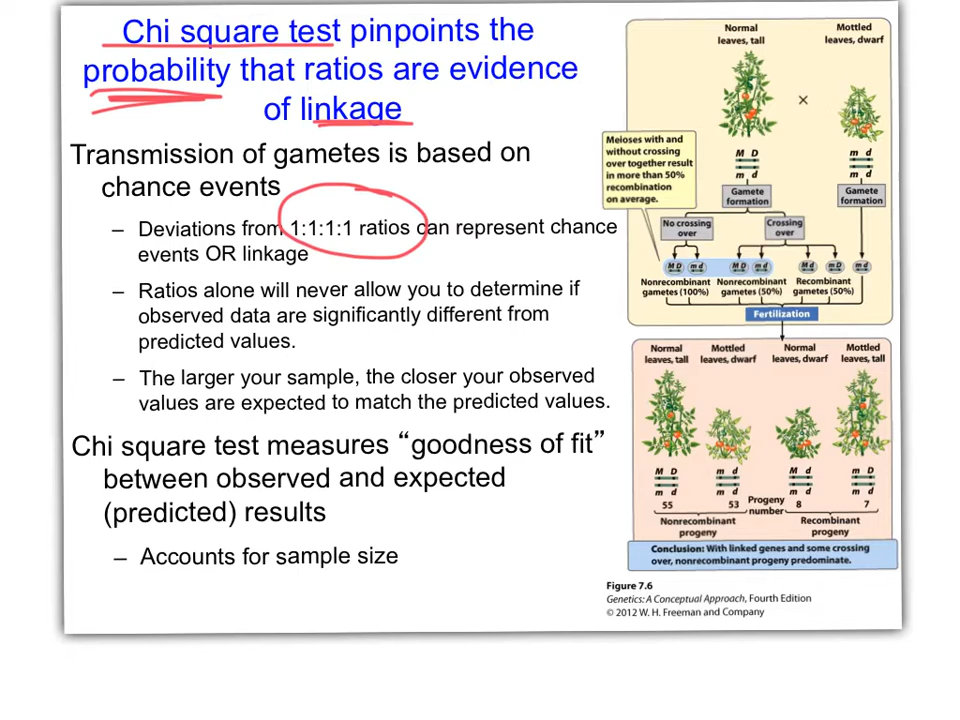 Chi square test pinpoints the
probability that ratios are evidence
of linkage
Transmission of gametes is based on
chance events
– Deviations from 1:1:1:1 ratios can represent chance
events OR linkage
– Ratios alone will never allow you to determine if
observed data are significantly different from
predicted values.
– The larger your sample, the closer your observed
values are expected to match the predicted values.
Chi square test measures “goodness of fit”
between observed and expected
(predicted) results
– Accounts for sample size
Normal
leaves, tall
Mottled
leaves, dwarf
×
Meioses with and
without crossing
over together result
in more than 50%
recombination
on average.
M D
m d
m d
m d
Gamete
formation
Gamete
formation
No crossing
over
Crossing
over
M D
m d
M D
m d
M d
m D
m d
Nonrecombinant
gametes (100%)
Nonrecombinant
gametes (50%)
Recombinant
gametes (50%)
Fertilization
Normal
leaves, tall
Mottled
leaves, dwarf
Normal
leaves, dwarf
Mottled
leaves, tall
M D
m d
m d
m d
M d
m d
m D
m d
55
53
Progeny
number
8
7
Nonrecombinant
progeny
Recombinant
progeny
Conclusion: With linked genes and some crossing
over, nonrecombinant progeny predominate.
Figure 7.6
Genetics: A Conceptual Approach, Fourth Edition
© 2012 W. H. Freeman and Company